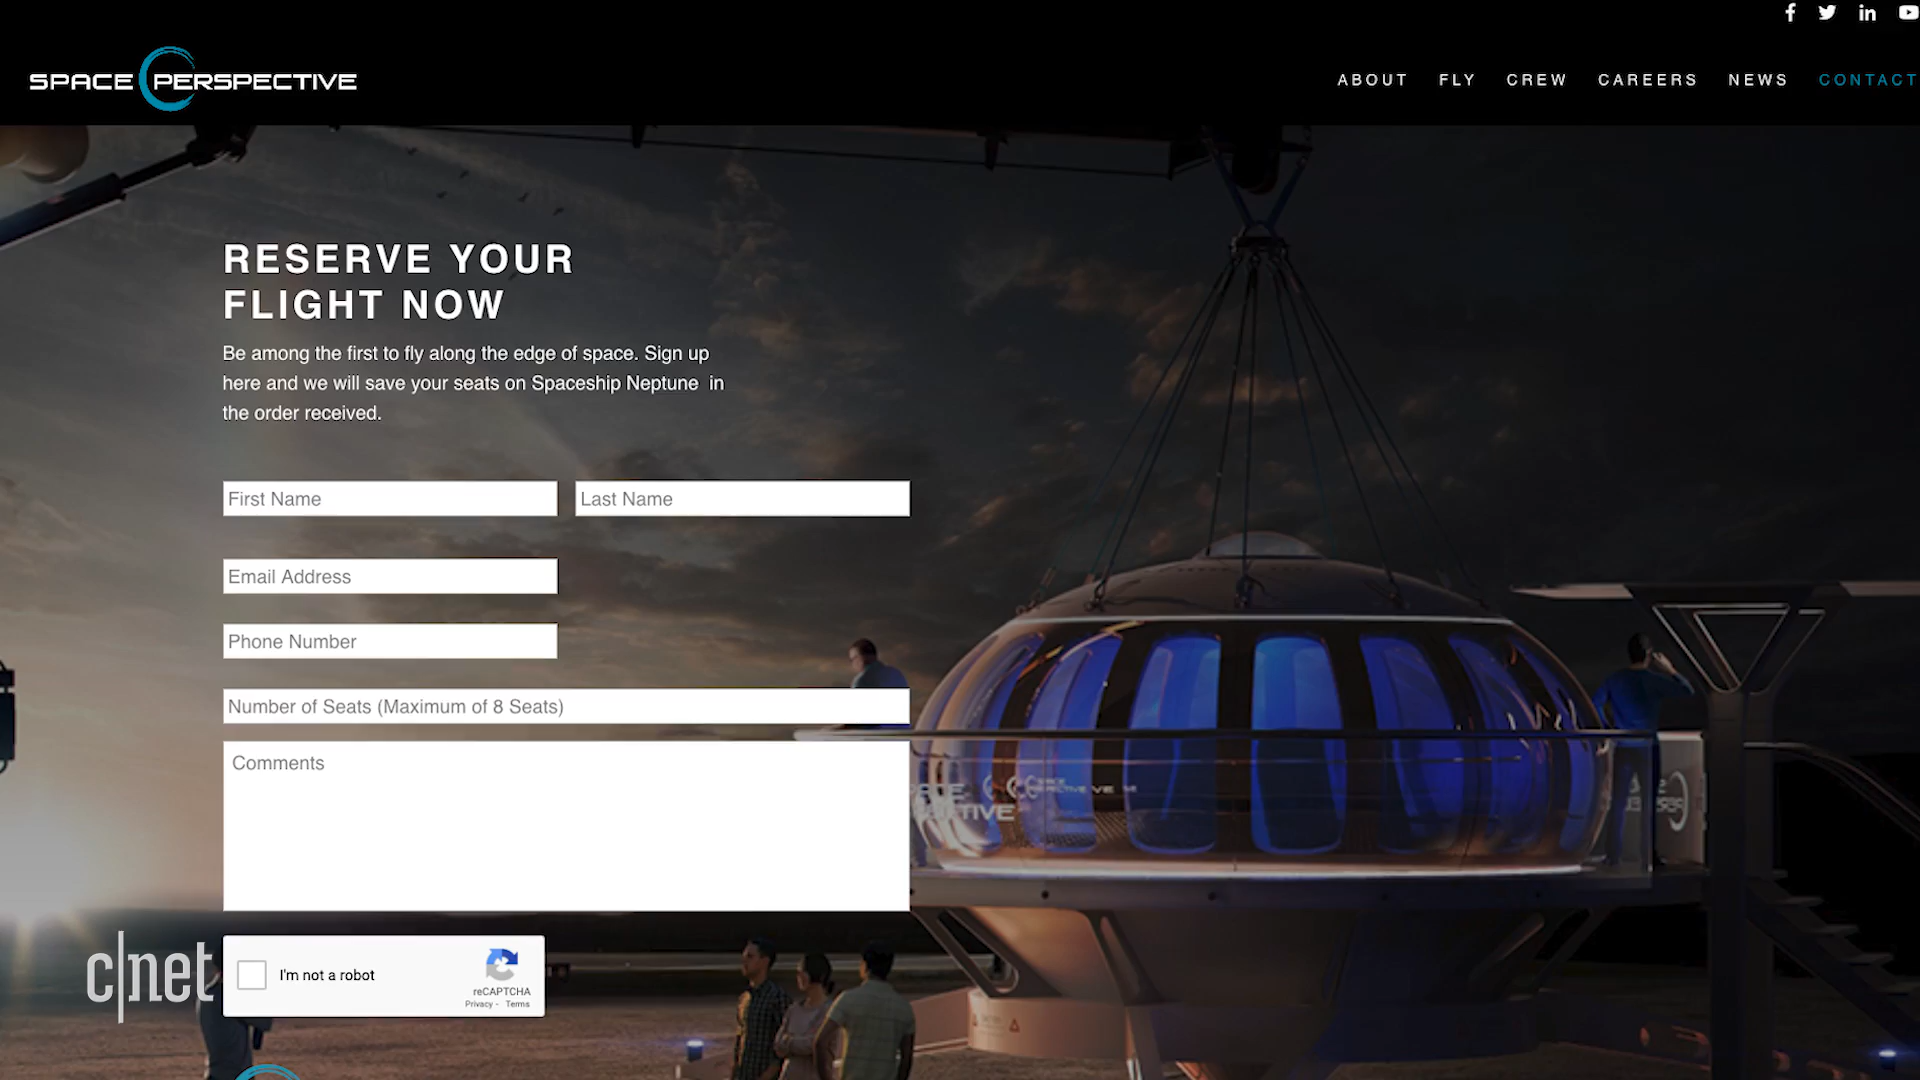 SPACE PERSPECTIVE
ABOUT FLY CREW CAREERS NEWS CONTACT
RESERVE YOUR
FLIGHT NOW
Be among the first to fly along the edge of space. Sign up
here and we will save your seats on Spaceship Neptune in
the order received.
First Name Last Name
Email Address
Phone Number
Number of Seats (Maximum of 8 Seats)
Comments
c|net
I'm not a robot
reCAPTCHA
Privacy - Terms